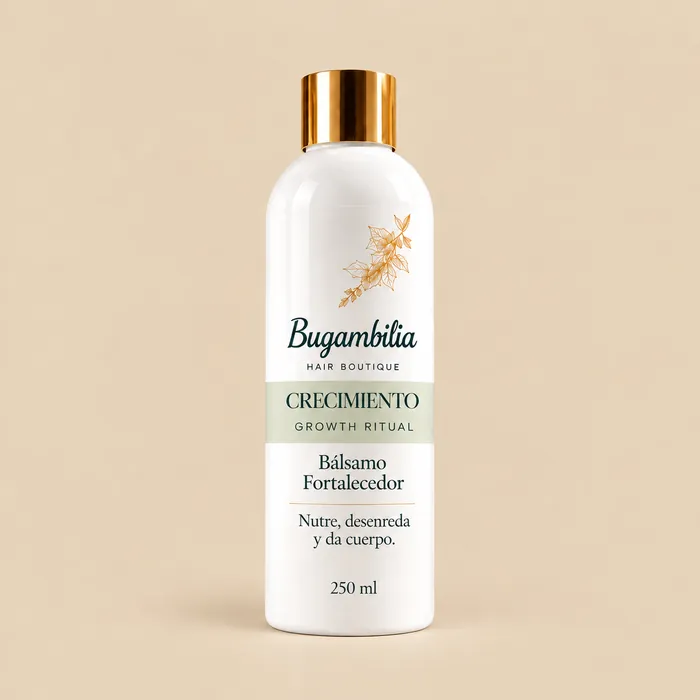 Bugambilia
HAIR BOUTIQUE
CRECIMIENTO
GROWTH RITUAL
Bálsamo
Fortalecedor
Nutre, desenreda
y da cuerpo.
250 ml